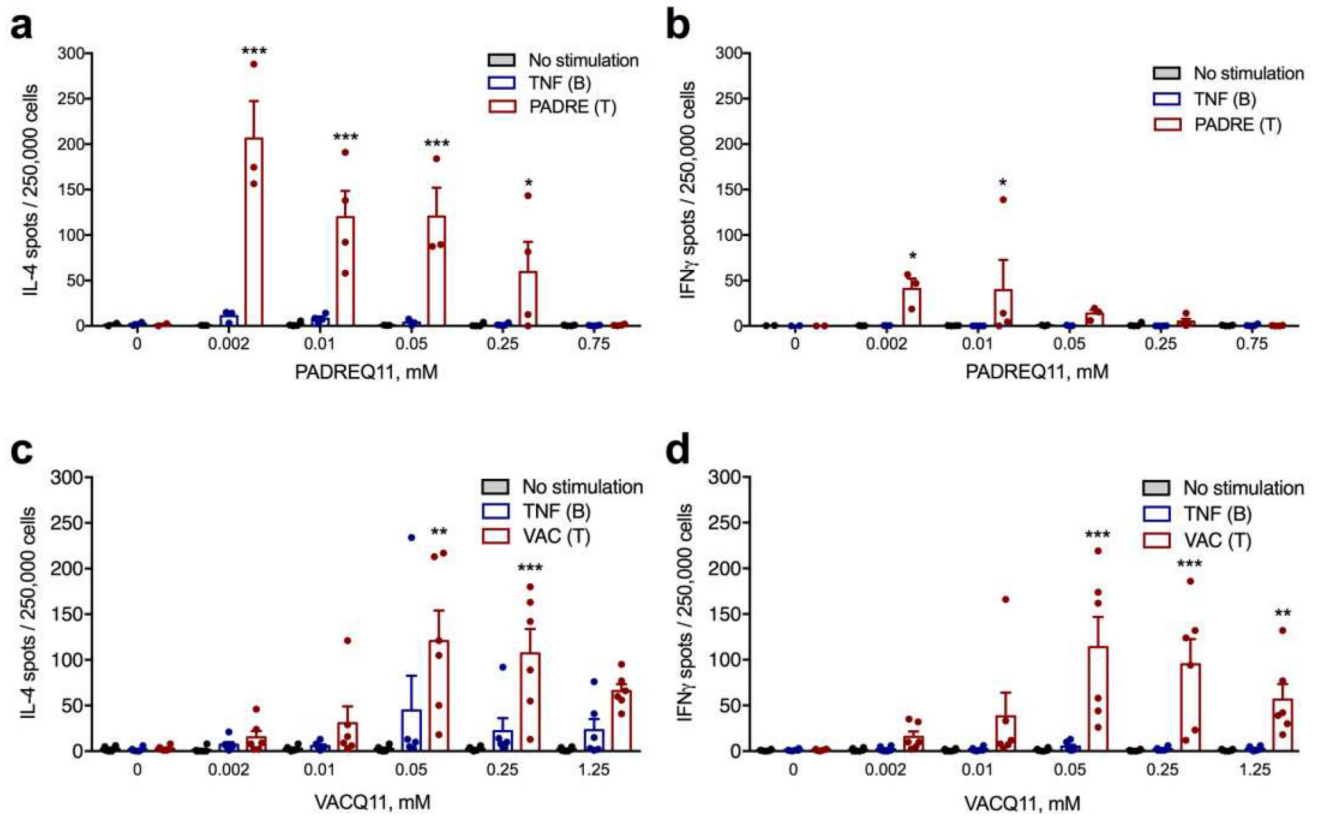 a
300
250
200
150
100
50
0
IL-4 spots / 250,000 cells
No stimulation
TNF (B)
PADRE (T)
***
***
***
*
0 0.002 0.01 0.05 0.25 0.75
PADREQ11, mM
b
300
250
200
150
100
50
0
IFNγ spots / 250,000 cells
No stimulation
TNF (B)
PADRE (T)
*
*
0 0.002 0.01 0.05 0.25 0.75
PADREQ11, mM
c
300
250
200
150
100
50
0
IL-4 spots / 250,000 cells
No stimulation
TNF (B)
VAC (T)
**
***
0 0.002 0.01 0.05 0.25 1.25
VACQ11, mM
d
300
250
200
150
100
50
0
IFNγ spots / 250,000 cells
No stimulation
TNF (B)
VAC (T)
***
***
**
0 0.002 0.01 0.05 0.25 1.25
VACQ11, mM